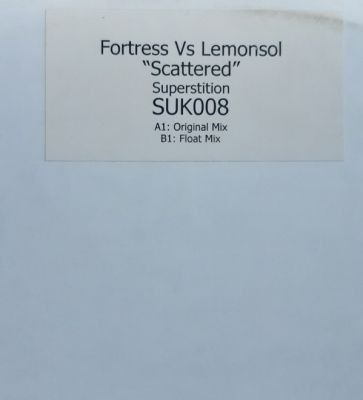 Fortress Vs Lemonsol
“Scattered”
Superstition
SUK008
A1: Original Mix
B1: Float Mix